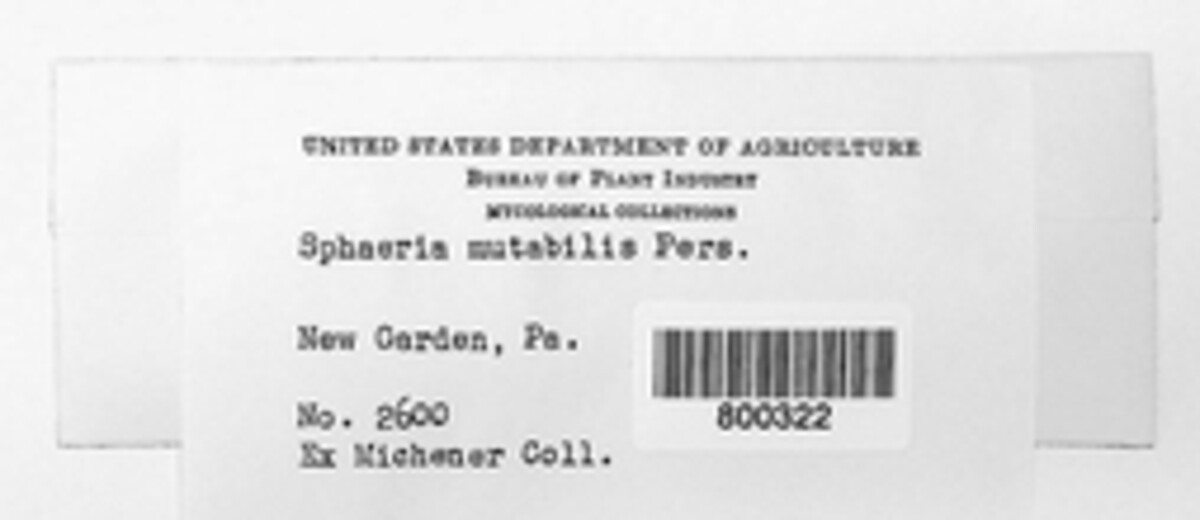 UNITED STATES DEPARTMENT OF AGRICULTURE
BUREAU OF PLANT INDUSTRY
MYCOLOGICAL COLLECTIONS
Sphaeria mutabilis Pers.
New Garden, Pa.
No. 2600
Ex Michener Coll.
800322